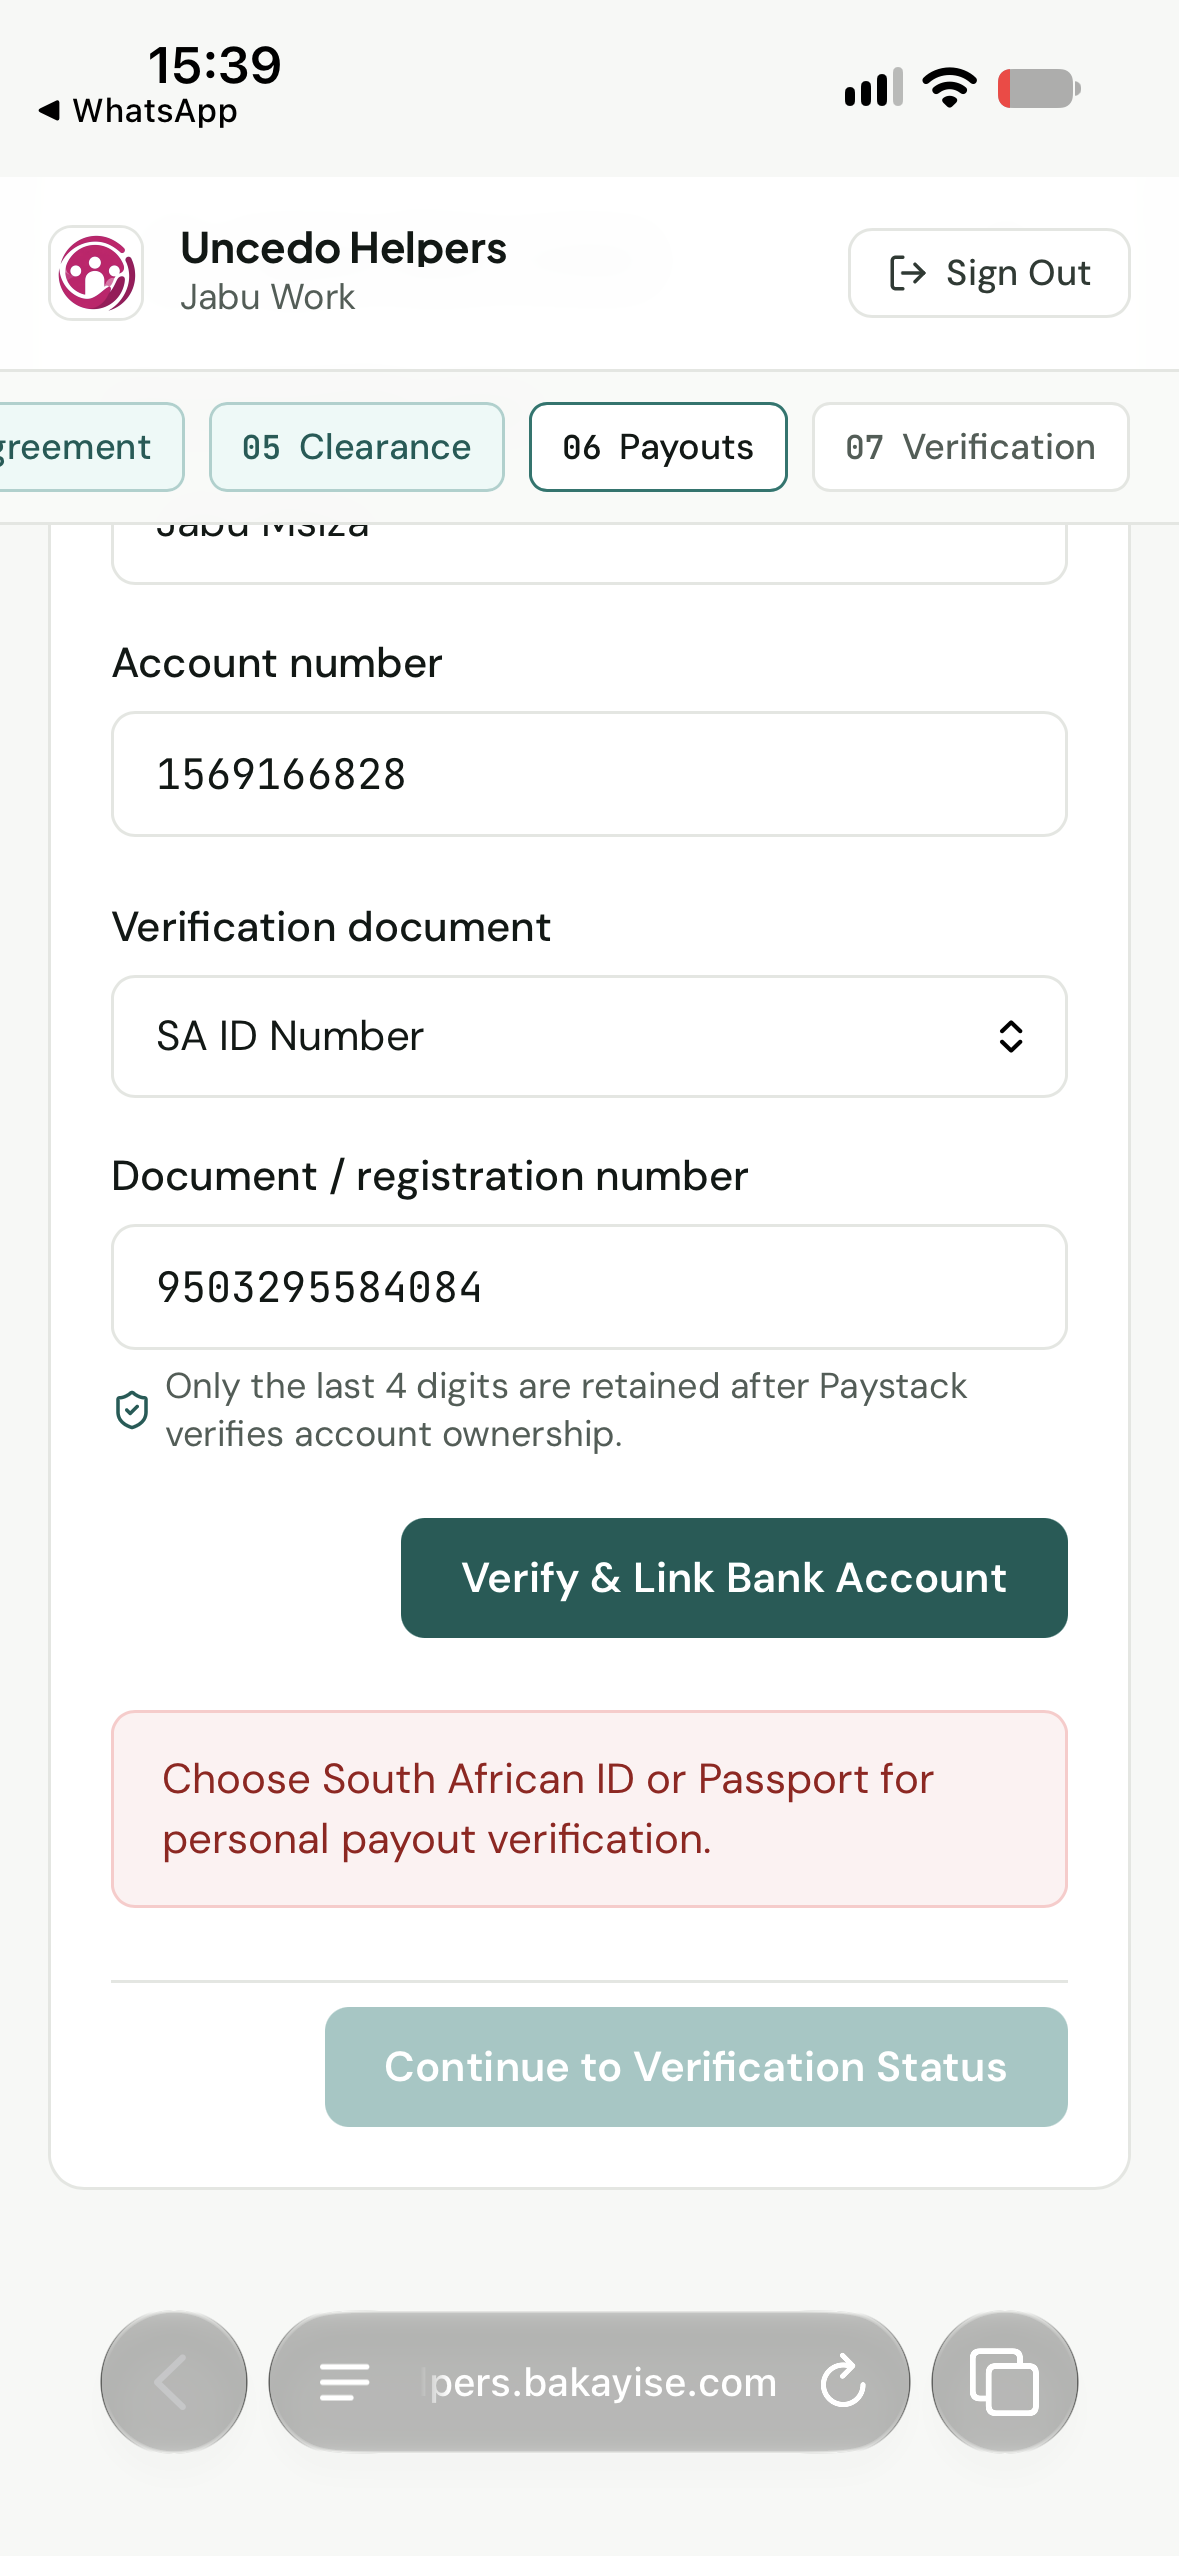 15:39
WhatsApp
Uncedo Helpers
Jabu Work
Sign Out
greement
05 Clearance
06 Payouts
07 Verification
Jabu Msiza
Account number
1569166828
Verification document
SA ID Number
Document / registration number
9503295584084
Only the last 4 digits are retained after Paystack
verifies account ownership.
Verify & Link Bank Account
Choose South African ID or Passport for
personal payout verification.
Continue to Verification Status
pers.bakayise.com